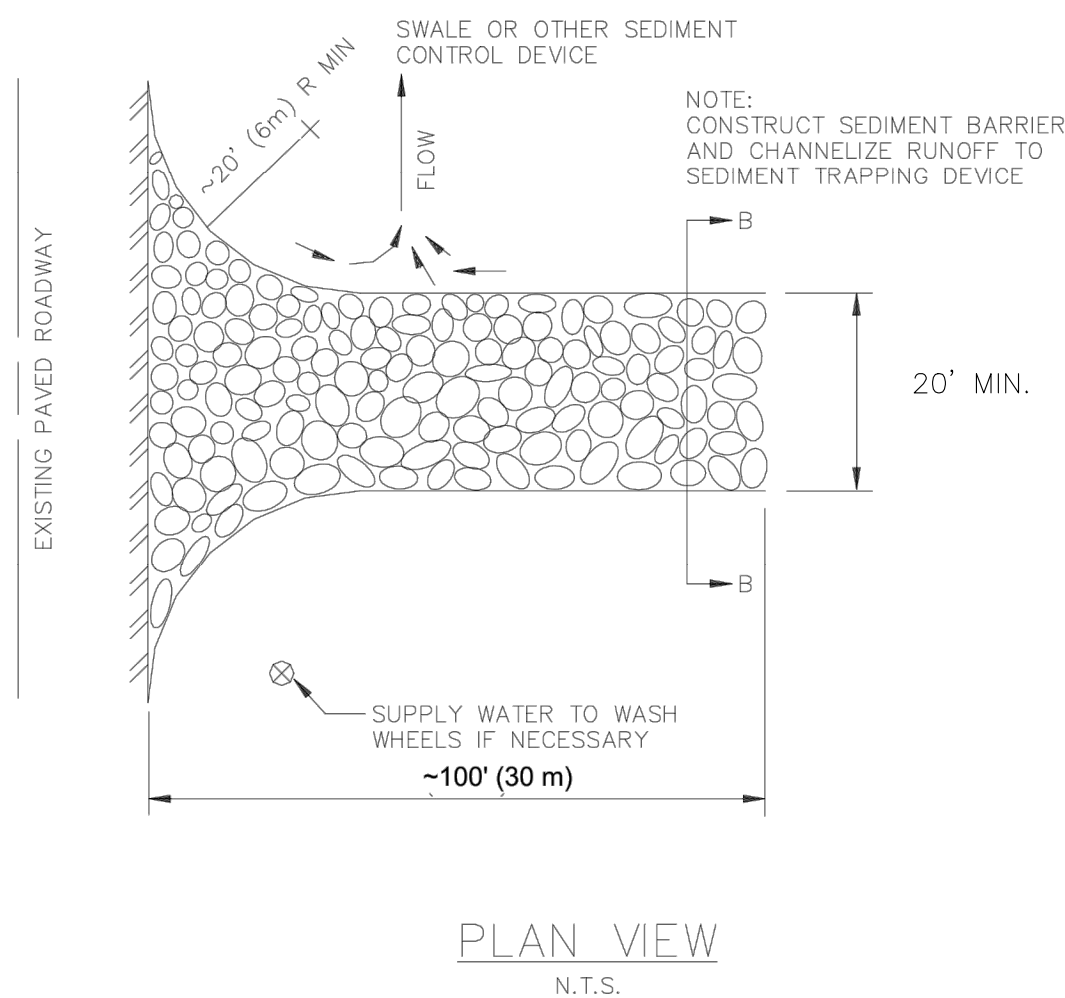 SWALE OR OTHER SEDIMENT
CONTROL DEVICE
~20' (6m) R MIN
FLOW
NOTE:
CONSTRUCT SEDIMENT BARRIER
AND CHANNELIZE RUNOFF TO
SEDIMENT TRAPPING DEVICE
B
EXISTING PAVED ROADWAY
20' MIN.
B
SUPPLY WATER TO WASH
WHEELS IF NECESSARY
~100' (30 m)
PLAN VIEW
N.T.S.